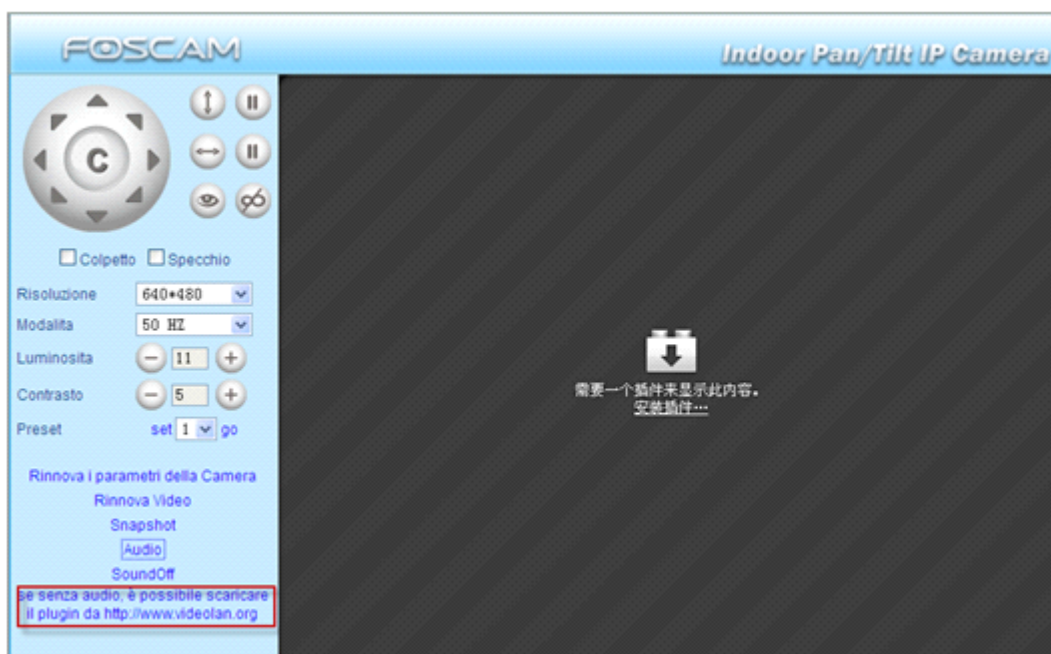 FOSCAM
Indoor Pan/Tilt IP Camera
C
Colpetto Specchio
Risoluzione 640*480
Modalita 50 HZ
Luminosita 11
Contrasto 5
Preset set 1 go
Rinnova i parametri della Camera
Rinnova Video
Snapshot
Audio
SoundOff
se senza audio, è possibile scaricare
il plugin da http://www.videolan.org
需要一个插件来显示此内容。
安装插件…